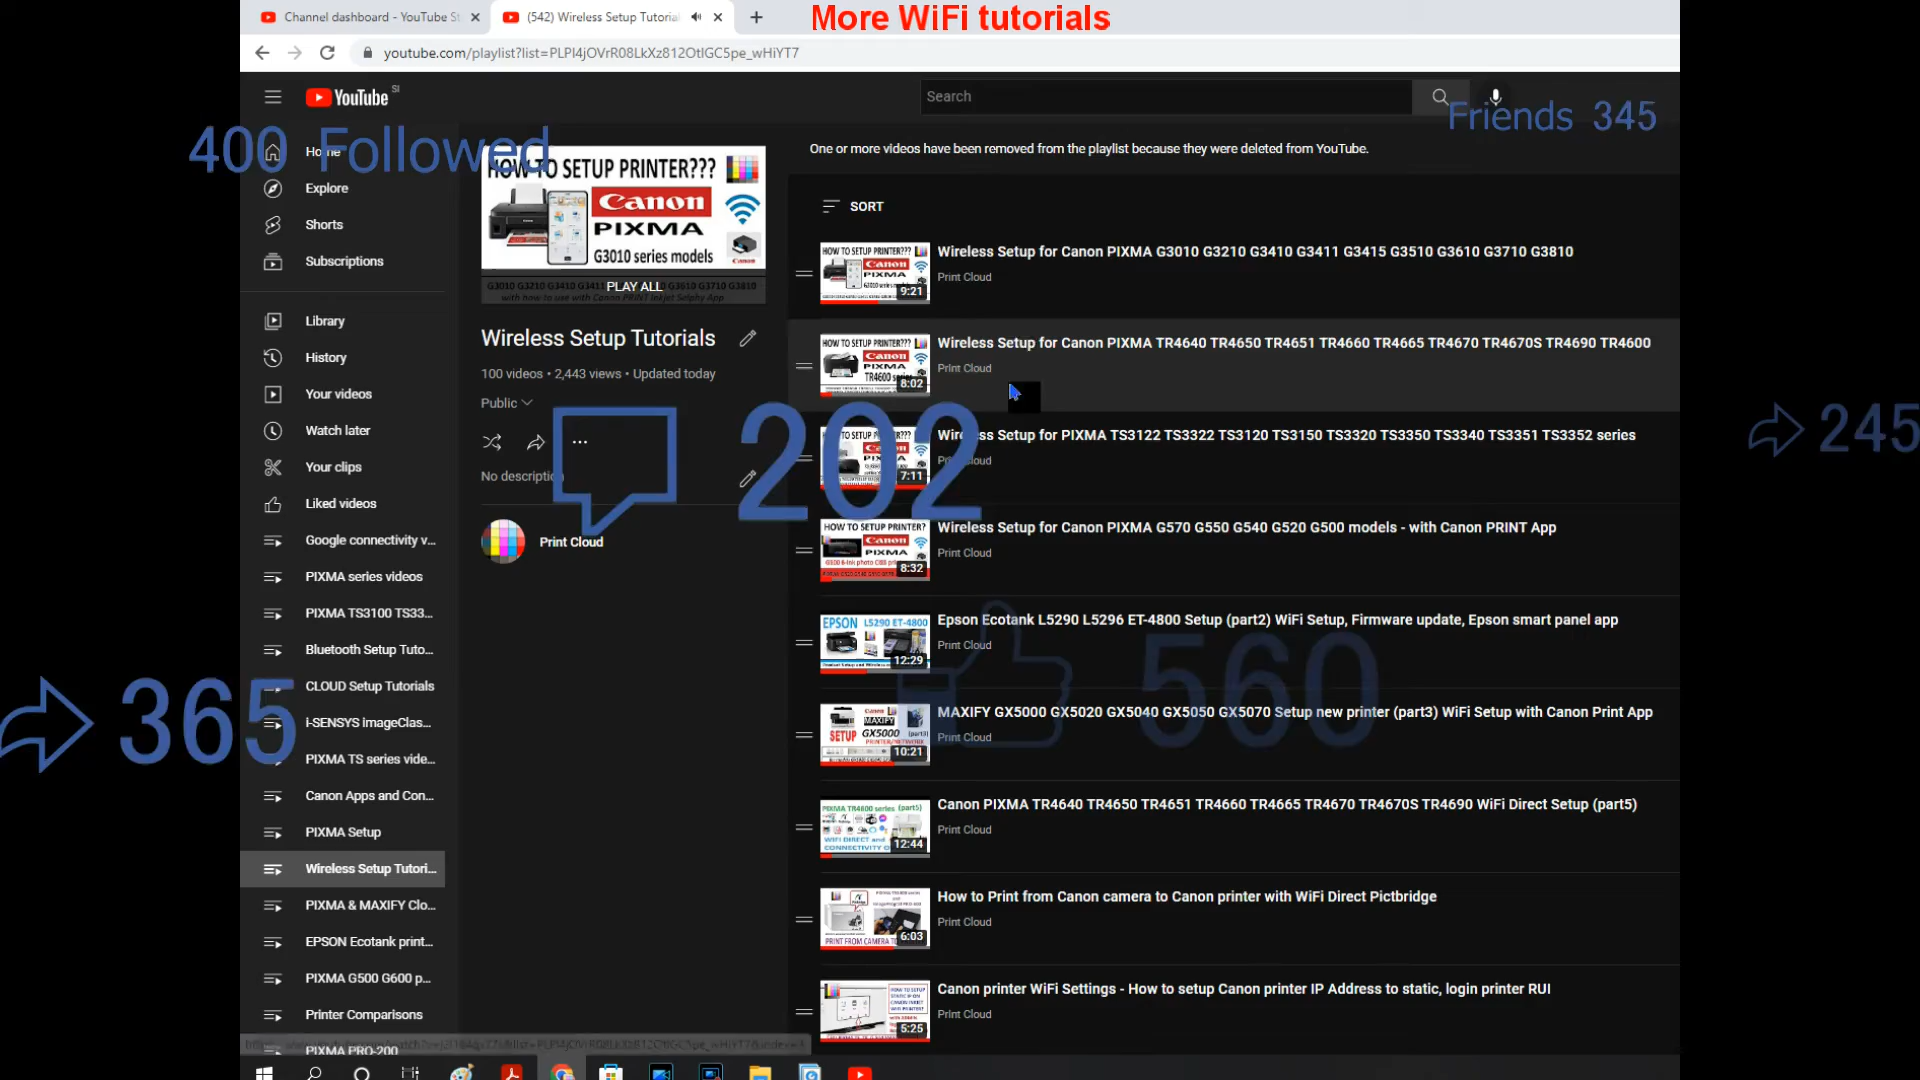 Channel dashboard - YouTube St
(542) Wireless Setup Tutorial
More WiFi tutorials
youtube.com/playlist?list=PLPl4jOVrR08LkXz812OtIGC5pe_wHiYT7
YouTube SI
Search
400 Followed
Friends 345
Home
Explore
Shorts
Subscriptions
Library
History
Your videos
Watch later
Your clips
Liked videos
Google connectivity v...
PIXMA series videos
PIXMA TS3100 TS33...
Bluetooth Setup Tuto...
CLOUD Setup Tutorials
i-SENSYS ImageClas...
PIXMA TS series vide...
Canon Apps and Con...
PIXMA Setup
Wireless Setup Tutori...
PIXMA & MAXIFY Clo...
EPSON Ecotank print...
PIXMA G500 G600 p...
Printer Comparisons
PIXMA PRO-200
365
HOW TO SETUP PRINTER???
Canon
PIXMA
G3010 series models
PLAY ALL
Wireless Setup Tutorials
100 videos • 2,443 views • Updated today
Public
No description
Print Cloud
202
245
560
One or more videos have been removed from the playlist because they were deleted from YouTube.
SORT
Wireless Setup for Canon PIXMA G3010 G3210 G3410 G3411 G3415 G3510 G3610 G3710 G3810
Print Cloud
9:21
Wireless Setup for Canon PIXMA TR4640 TR4650 TR4651 TR4660 TR4665 TR4670 TR4670S TR4690 TR4600
Print Cloud
8:02
Wireless Setup for PIXMA TS3122 TS3322 TS3120 TS3150 TS3320 TS3350 TS3340 TS3351 TS3352 series
Print Cloud
7:11
Wireless Setup for Canon PIXMA G570 G550 G540 G520 G500 models - with Canon PRINT App
Print Cloud
8:32
Epson Ecotank L5290 L5296 ET-4800 Setup (part2) WiFi Setup, Firmware update, Epson smart panel app
Print Cloud
12:29
MAXIFY GX5000 GX5020 GX5040 GX5050 GX5070 Setup new printer (part3) WiFi Setup with Canon Print App
Print Cloud
10:21
Canon PIXMA TR4640 TR4650 TR4651 TR4660 TR4665 TR4670 TR4670S TR4690 WiFi Direct Setup (part5)
Print Cloud
12:44
How to Print from Canon camera to Canon printer with WiFi Direct Pictbridge
Print Cloud
6:03
Canon printer WiFi Settings - How to setup Canon printer IP Address to static, login printer RUI
Print Cloud
5:25